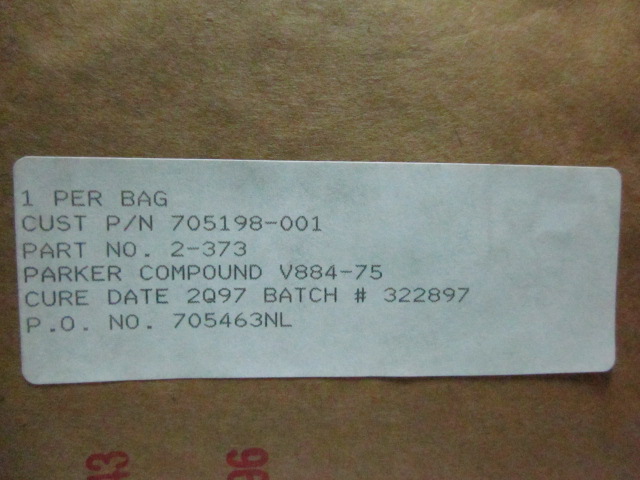 1 PER BAG
CUST P/N 705198-001
PART NO. 2-373
PARKER COMPOUND V884-75
CURE DATE 2Q97 BATCH # 322897
P.O. NO. 705463NL